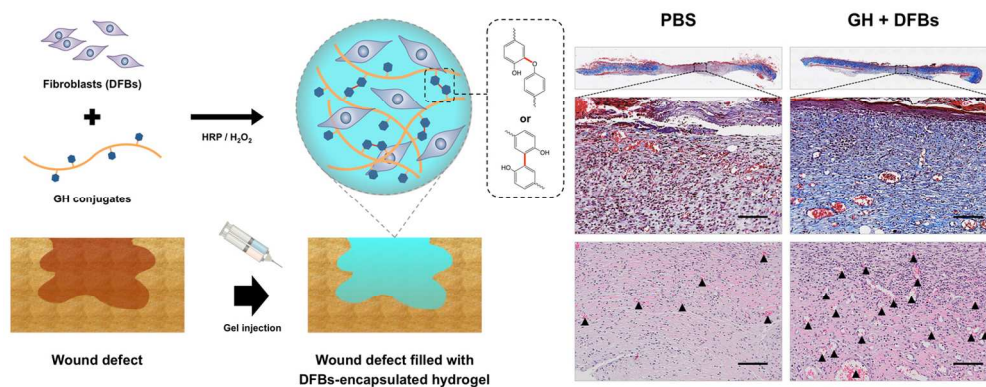 Fibroblasts (DFBs)
GH conjugates
HRP / H₂O₂
O
OH
or
OH
HO
Wound defect
Gel injection
Wound defect filled with
DFBs-encapsulated hydrogel
PBS
GH + DFBs